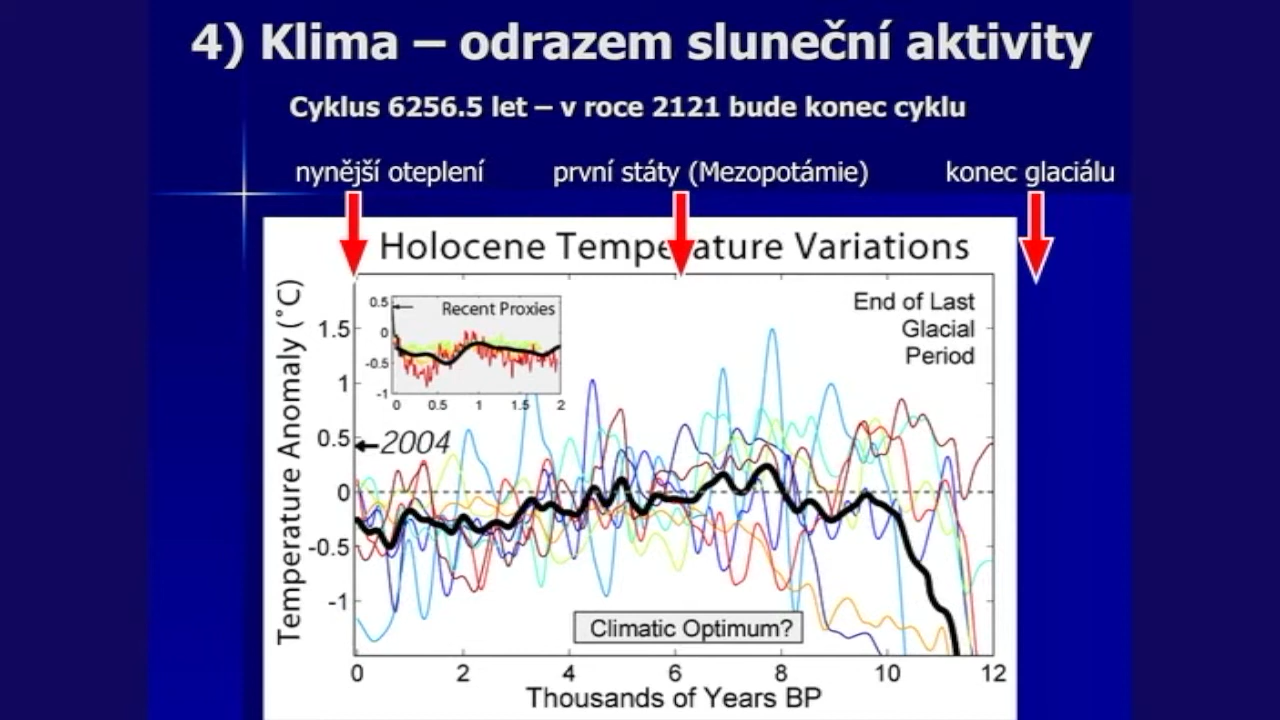 4) Klima – odrazem sluneční aktivity
Cyklus 6256.5 let – v roce 2121 bude konec cyklu
nynější oteplení
první státy (Mezopotámie)
konec glaciálu
Holocene Temperature Variations
Temperature Anomaly (˚C)
1.5
1
0.5
0
-0.5
-1
0.5
0
-0.5
-1
Recent Proxies
0 0.5 1 1.5 2
End of Last
Glacial
Period
2004
Climatic Optimum?
0 2 4 6 8 10 12
Thousands of Years BP